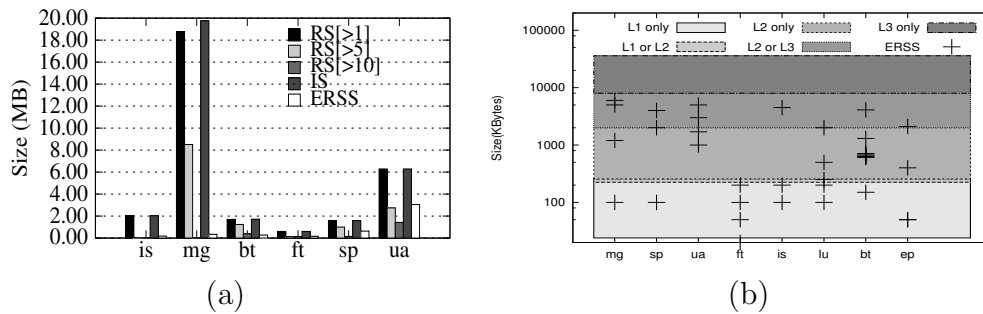 20.00
18.00
16.00
14.00
12.00
10.00
8.00
6.00
4.00
2.00
0.00
Size (MB)
RS[>1]
RS[>5]
RS[>10]
IS
ERSS
is mg bt ft sp ua
(a)
L1 only L2 only L3 only
L1 or L2 L2 or L3 ERSS
100000
10000
1000
100
Size(KBytes)
mg sp ua ft is lu bt ep
(b)